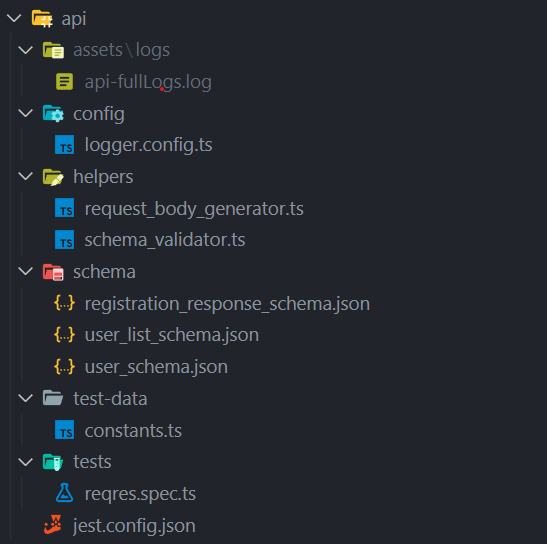 api
assets\logs
api-fullLogs.log
config
TS logger.config.ts
helpers
TS request_body_generator.ts
TS schema_validator.ts
schema
{..} registration_response_schema.json
{..} user_list_schema.json
{..} user_schema.json
test-data
TS constants.ts
tests
reqres.spec.ts
jest.config.json